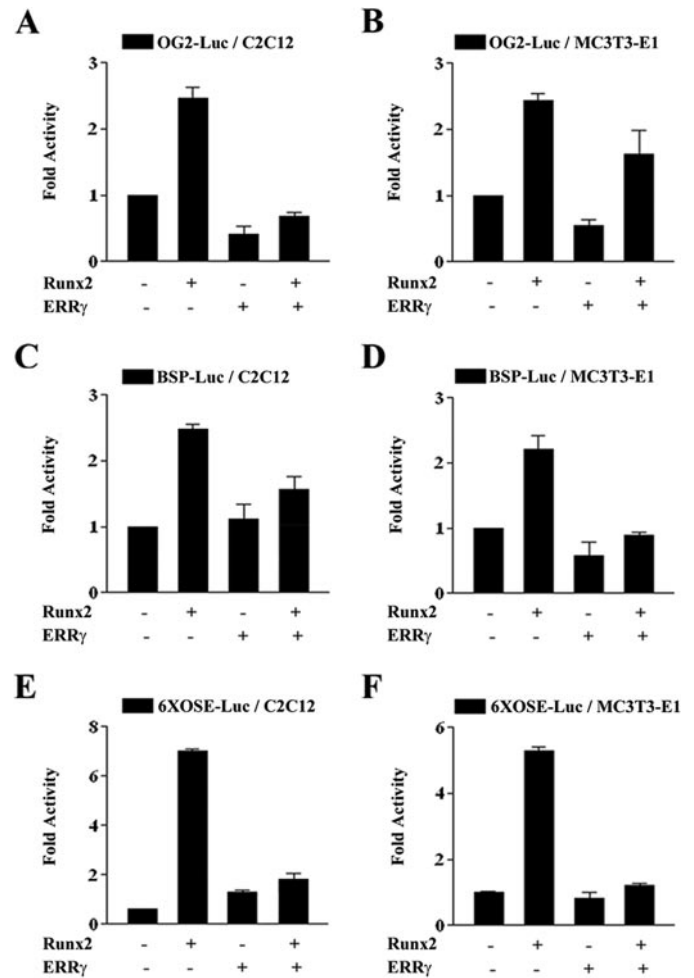 A
OG2-Luc / C2C12
Fold Activity
3
2
1
0
Runx2 - + - +
ERRγ - - + +
B
OG2-Luc / MC3T3-E1
Fold Activity
3
2
1
0
Runx2 - + - +
ERRγ - - + +
C
BSP-Luc / C2C12
Fold Activity
3
2
1
0
Runx2 - + - +
ERRγ - - + +
D
BSP-Luc / MC3T3-E1
Fold Activity
3
2
1
0
Runx2 - + - +
ERRγ - - + +
E
6XOSE-Luc / C2C12
Fold Activity
8
6
4
2
0
Runx2 - + - +
ERRγ - - + +
F
6XOSE-Luc / MC3T3-E1
Fold Activity
6
4
2
0
Runx2 - + - +
ERRγ - - + +